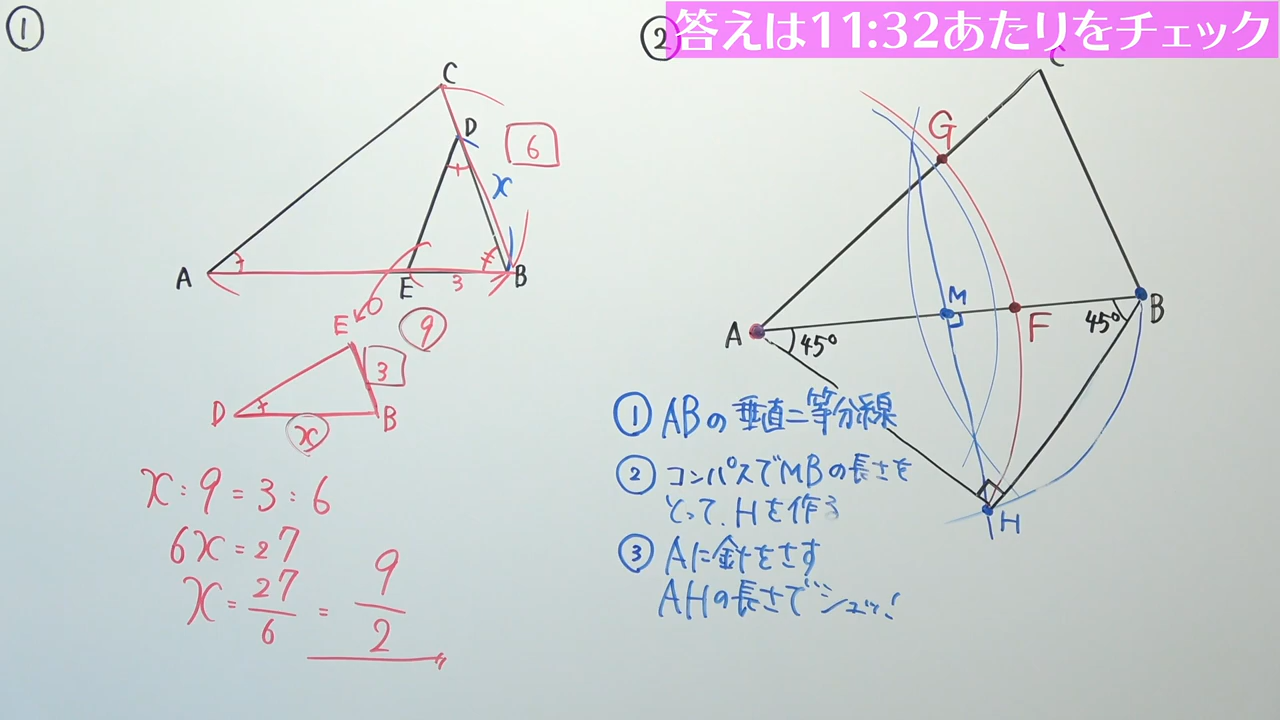 ①
C
D
6
x
A
E
3
B
E
9
3
D
x
B
x : 9 = 3 : 6
6x = 27
x = 27/6 = 9/2
②
答えは11:32あたりをチェック
C
G
M
A
45°
F
45°
B
H
① ABの垂直二等分線
② コンパスでMBの長さを
とって、Hを作る
③ Aに針をさす
AHの長さでシュッ!